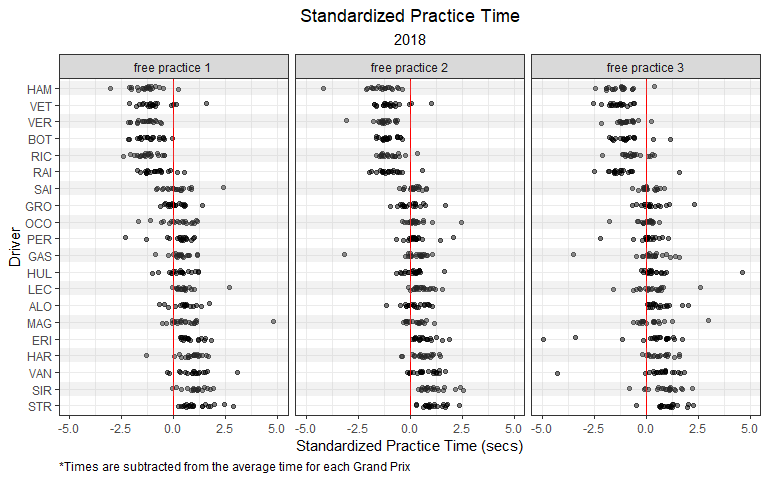 Standardized Practice Time
2018
free practice 1 free practice 2 free practice 3
Driver
HAM
VET
VER
BOT
RIC
RAI
SAI
GRO
OCO
PER
GAS
HUL
LEC
ALO
MAG
ERI
HAR
VAN
SIR
STR
-5.0 -2.5 0.0 2.5 5.0 -5.0 -2.5 0.0 2.5 5.0 -5.0 -2.5 0.0 2.5 5.0
Standardized Practice Time (secs)
*Times are subtracted from the average time for each Grand Prix